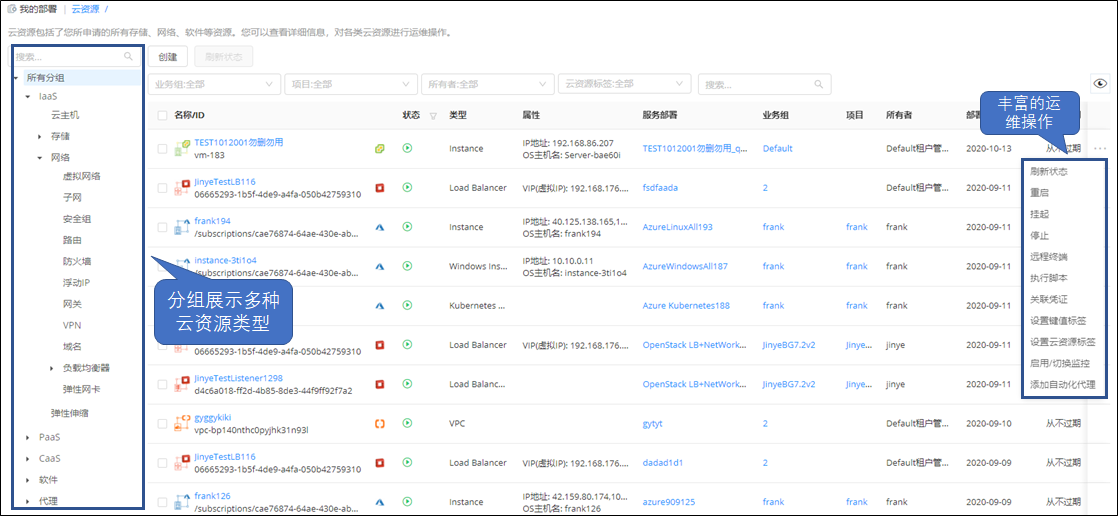 我的部署 | 云资源 /
云资源包括了您所申请的所有存储、网络、软件等资源。您可以查看详细信息，对各类云资源进行运维操作。
搜索...
创建
刷新状态
所有分组
IaaS
云主机
存储
网络
虚拟网络
子网
安全组
路由
防火墙
浮动IP
网关
VPN
域名
负载均衡器
弹性网卡
弹性伸缩
PaaS
CaaS
软件
代理
分组展示多种
云资源类型
业务组:全部
项目:全部
所有者:全部
云资源标签:全部
搜索...
名称/ID 状态 类型 属性 服务部署 业务组 项目 所有者
TEST1012001勿删勿用
vm-183
Instance
IP地址: 192.168.86.207
OS主机名: Server-bae60i
TEST1012001勿删勿用_q...
Default
Default租户管...
2020-10-13
从不过期
JinyeTestLB116
06665293-1b5f-4de9-a4fa-050b42759310
Load Balancer
VIP(虚拟IP): 192.168.176....
fsdfaada
2
Default租户管...
2020-09-11
frank194
/subscriptions/cae76874-64ae-430e-ab...
Instance
IP地址: 40.125.138.165,1...
OS主机名: frank194
AzureLinuxAll193
frank
frank
frank
2020-09-11
instance-3ti1o4
/subscriptions/cae76874-64ae-430e-ab...
Windows Ins...
IP地址: 10.10.0.11
OS主机名: instance-3ti1o4
AzureWindowsAll187
frank
frank
frank
2020-09-11
Kubernetes ...
Azure Kubernetes188
frank
frank
frank
2020-09-11
06665293-1b5f-4de9-a4fa-050b42759310
Load Balancer
VIP(虚拟IP): 192.168.176....
OpenStack LB+NetWork...
JinyeBG7.2v2
Jinye...
jinye
2020-09-11
JinyeTestListener1298
d4c6a018-ff2d-4b85-8de3-44f9ff92f7a2
Load Balanc...
OpenStack LB+NetWork...
JinyeBG7.2v2
Jinye...
jinye
2020-09-11
gyggykiki
vpc-bp140nthc0pyjhk31n93l
VPC
gytyt
2
Default租户管...
2020-09-10
从不过期
JinyeTestLB116
06665293-1b5f-4de9-a4fa-050b42759310
Load Balancer
VIP(虚拟IP): 192.168.176....
dadad1d1
2
Default租户管...
2020-09-09
从不过期
frank126
/subscriptions/cae76874-64ae-430e-ab...
Instance
IP地址: 42.159.80.174,10...
OS主机名: frank126
azure909125
frank
frank
frank
2020-09-09
从不过期
丰富的运
维操作
刷新状态
重启
挂起
停止
远程终端
执行脚本
关联凭证
设置键值标签
设置云资源标签
启用/切换监控
添加自动化代理